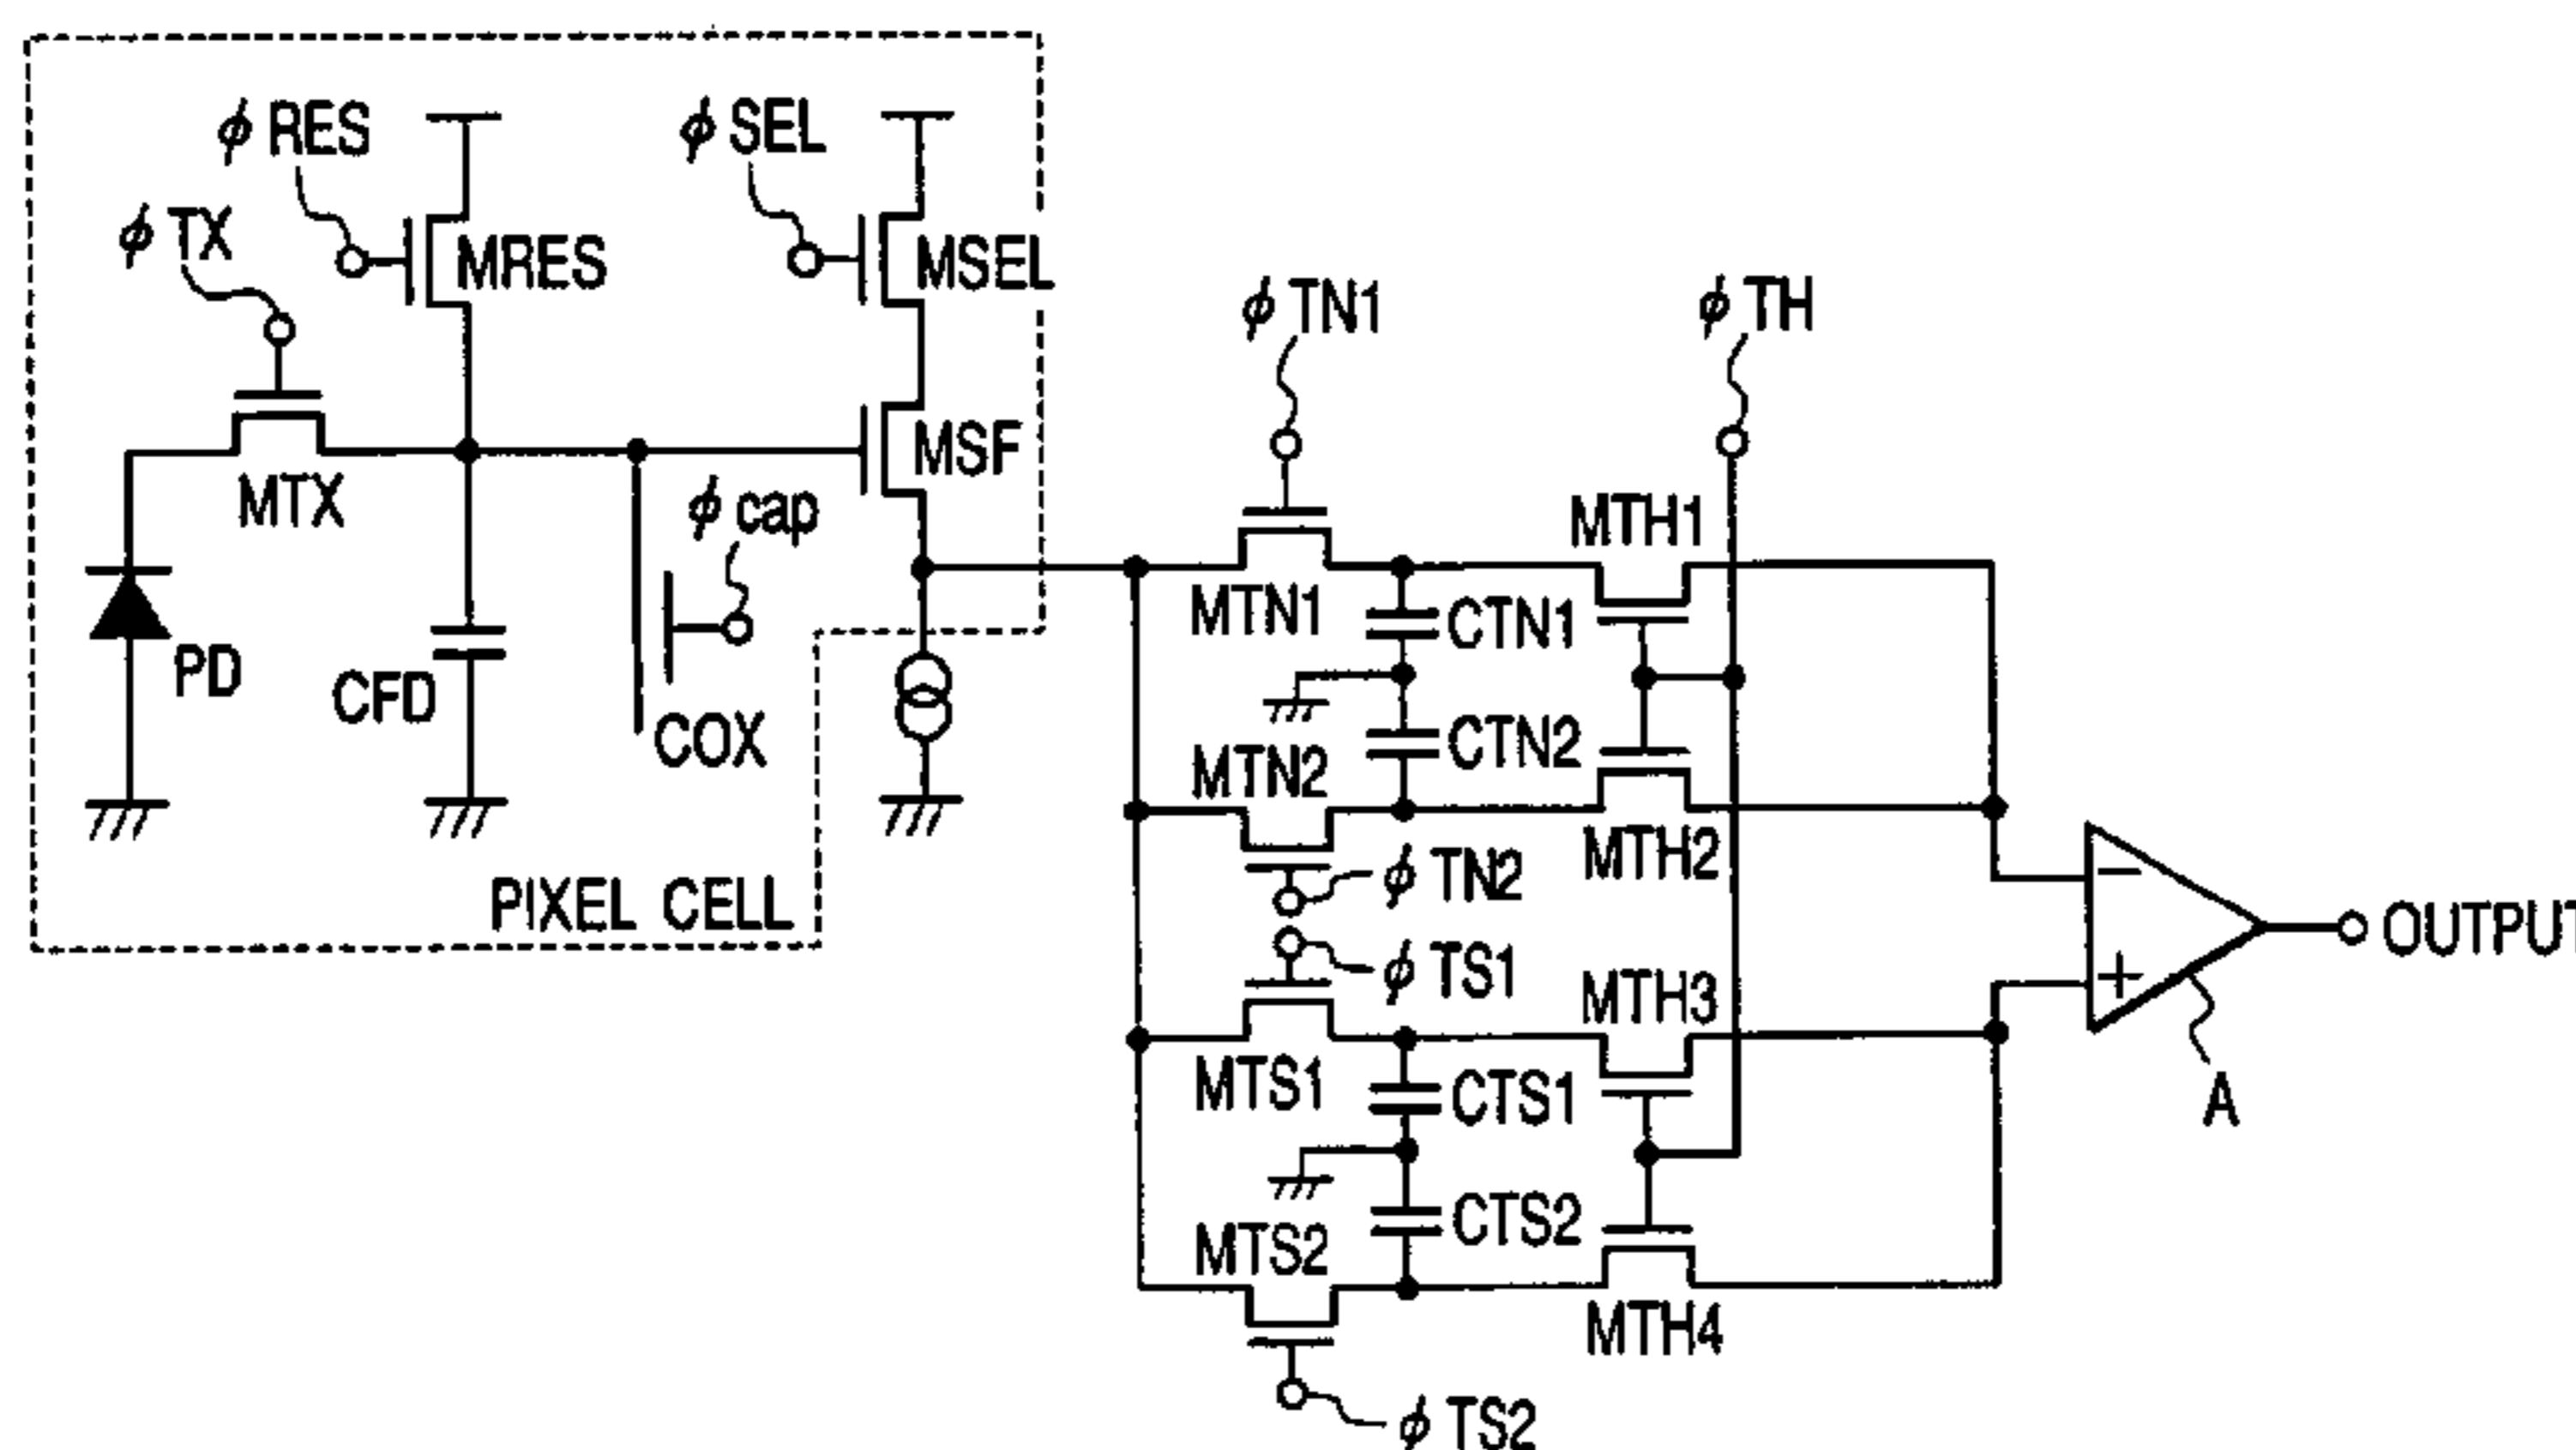 ϕ RES
ϕ SEL
ϕ TX
MRES
MSEL
ϕ TN1
ϕ TH
MSF
MTX
ϕ cap
MTH1
MTN1
CTN1
PD
CFD
COX
CTN2
MTN2
MTH2
ϕ TN2
PIXEL CELL
−
OUTPUT
ϕ TS1
MTH3
+
MTS1
CTS1
A
CTS2
MTS2
MTH4
ϕ TS2